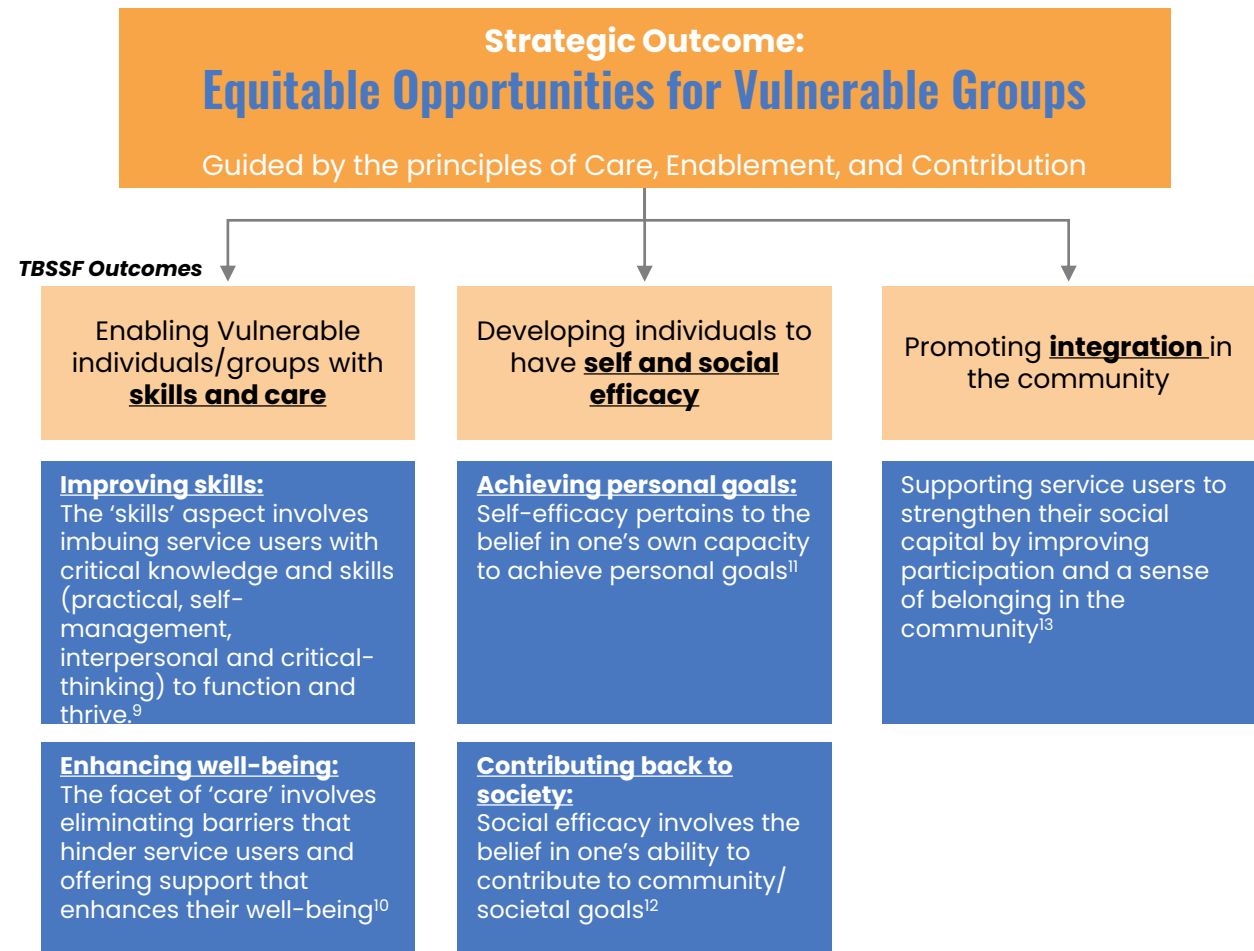 Strategic Outcome:
Equitable Opportunities for Vulnerable Groups
Guided by the principles of Care, Enablement, and Contribution
TBSSF Outcomes
Enabling Vulnerable
individuals/groups with
skills and care
Developing individuals to
have self and social
efficacy
Promoting integration in
the community
Improving skills:
The ‘skills’ aspect involves
imbuing service users with
critical knowledge and skills
(practical, self-
management,
interpersonal and critical-
thinking) to function and
thrive.⁹
Achieving personal goals:
Self-efficacy pertains to the
belief in one’s own capacity
to achieve personal goals¹¹
Supporting service users to
strengthen their social
capital by improving
participation and a sense
of belonging in the
community¹³
Enhancing well-being:
The facet of ‘care’ involves
eliminating barriers that
hinder service users and
offering support that
enhances their well-being¹⁰
Contributing back to
society:
Social efficacy involves the
belief in one’s ability to
contribute to community/
societal goals¹²